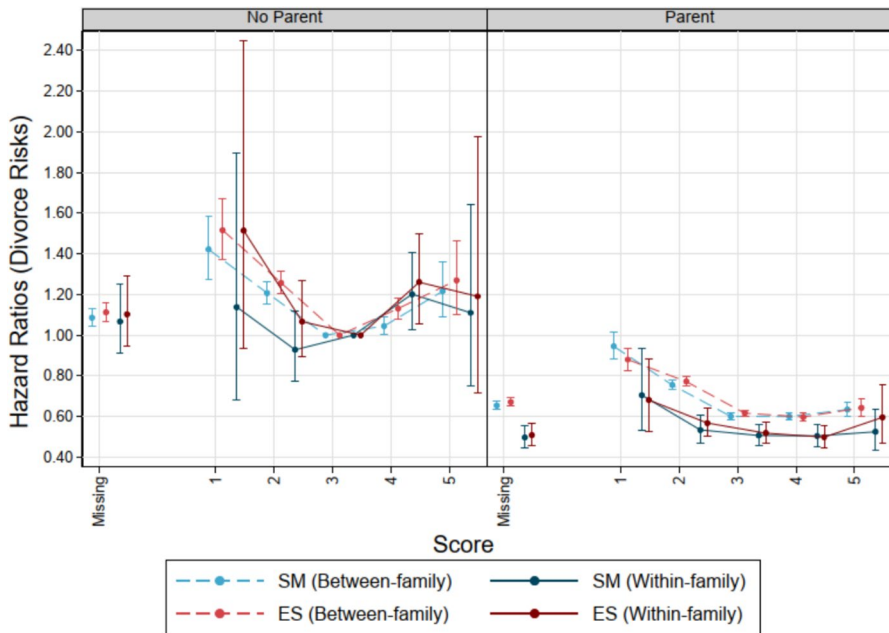 No Parent
Parent
Hazard Ratios (Divorce Risks)
2.40
2.20
2.00
1.80
1.60
1.40
1.20
1.00
0.80
0.60
0.40
Missing
1
2
3
4
5
Missing
1
2
3
4
5
Score
SM (Between-family)
SM (Within-family)
ES (Between-family)
ES (Within-family)